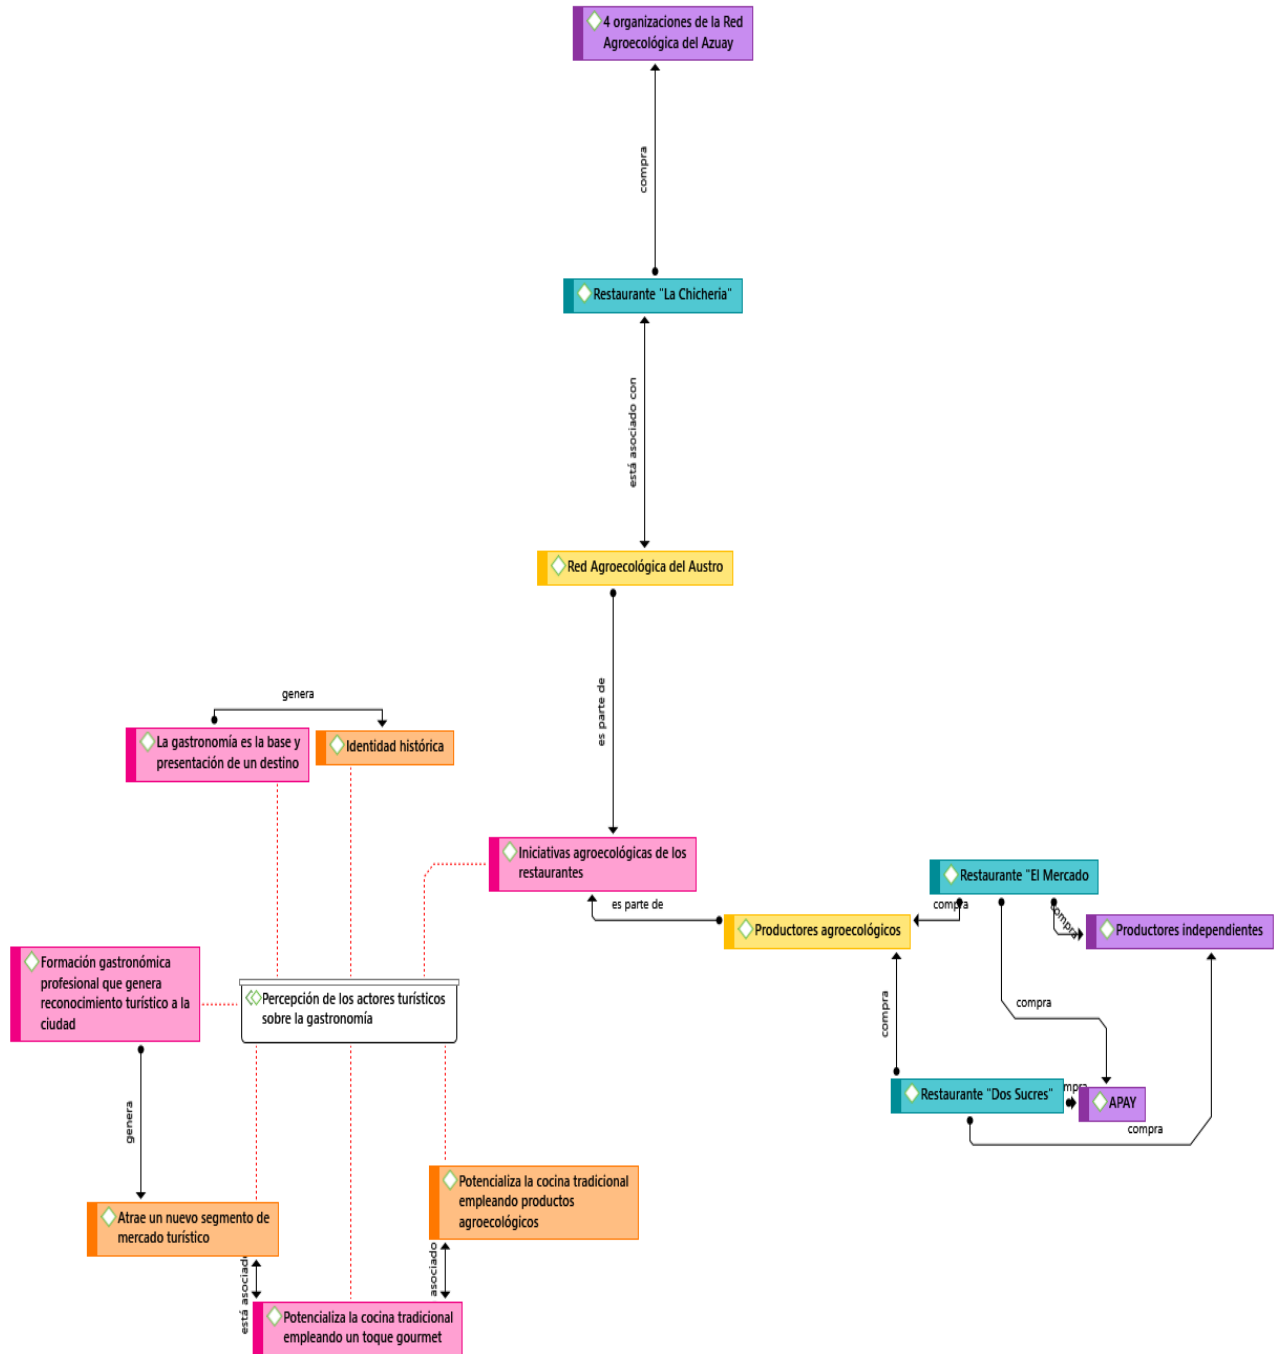 4 organizaciones de la Red
Agroecológica del Azuay
compra
Restaurante "La Chicheria"
está asociado con
Red Agroecológica del Austro
es parte de
genera
La gastronomía es la base y
presentación de un destino
Identidad histórica
Iniciativas agroecológicas de los
restaurantes
es parte de
Restaurante "El Mercado
compra
compra
Productores agroecológicos
Productores independientes
Formación gastronómica
profesional que genera
reconocimiento turístico a la
ciudad
Percepción de los actores turísticos
sobre la gastronomía
compra
compra
Restaurante "Dos Sucres"
mpra
APAY
compra
genera
Potencializa la cocina tradicional
empleando productos
agroecológicos
Atrae un nuevo segmento de
mercado turístico
está asociad
asociado
Potencializa la cocina tradicional
empleando un toque gourmet